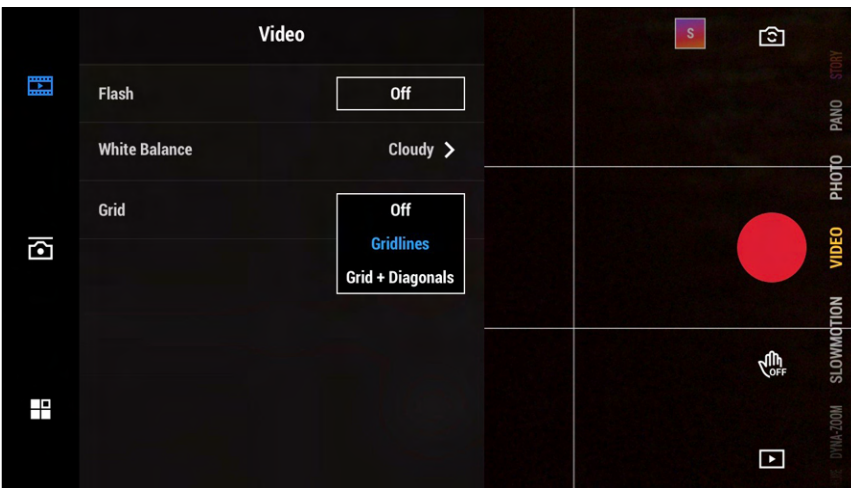 Video
Flash
Off
White Balance
Cloudy
Grid
Off
Gridlines
Grid + Diagonals
S
OFF
STORY
PANO
PHOTO
VIDEO
SLOWMOTION
DYNA-ZOOM